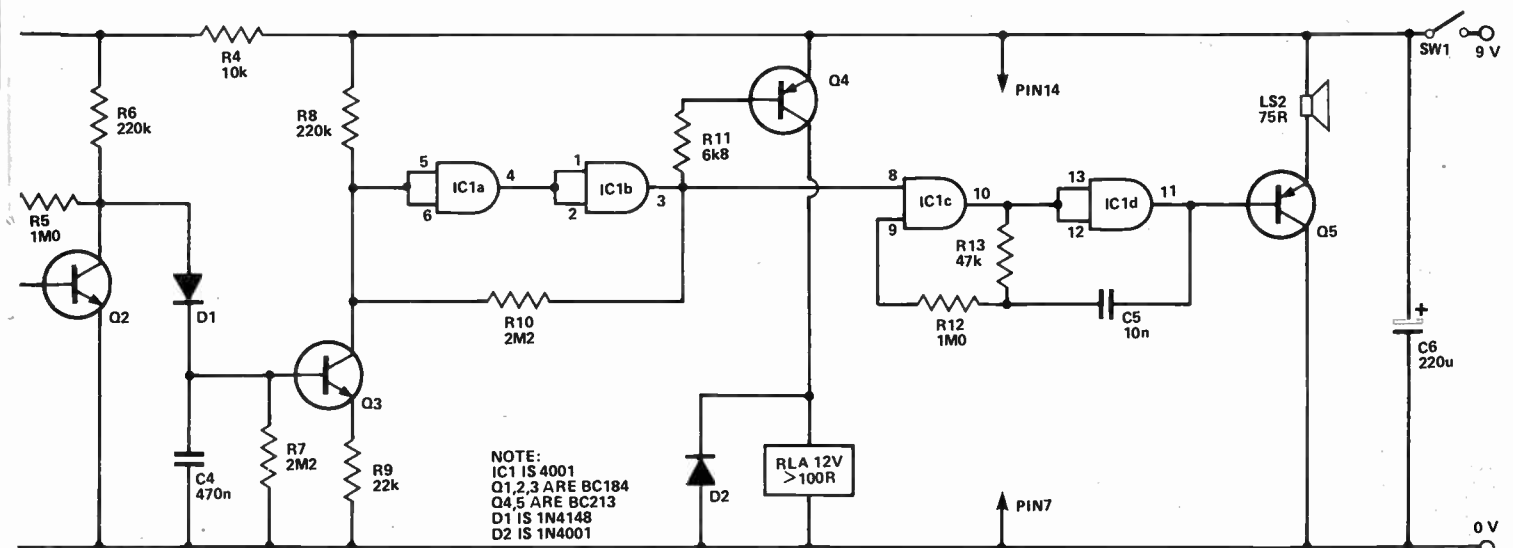 R4
10k
SW1
9 V
R6
220k
R8
220k
Q4
PIN14
LS2
75R
R11
6k8
5
6
IC1a
4
1
2
IC1b
3
8
9
IC1c
10
13
12
IC1d
11
R5
1M0
R13
47k
Q5
Q2
D1
R10
2M2
R12
1M0
C5
10n
+
C6
220u
Q3
C4
470n
R7
2M2
R9
22k
NOTE:
IC1 IS 4001
Q1,2,3 ARE BC184
Q4,5 ARE BC213
D1 IS 1N4148
D2 IS 1N4001
D2
RLA 12V
>100R
PIN7
0 V